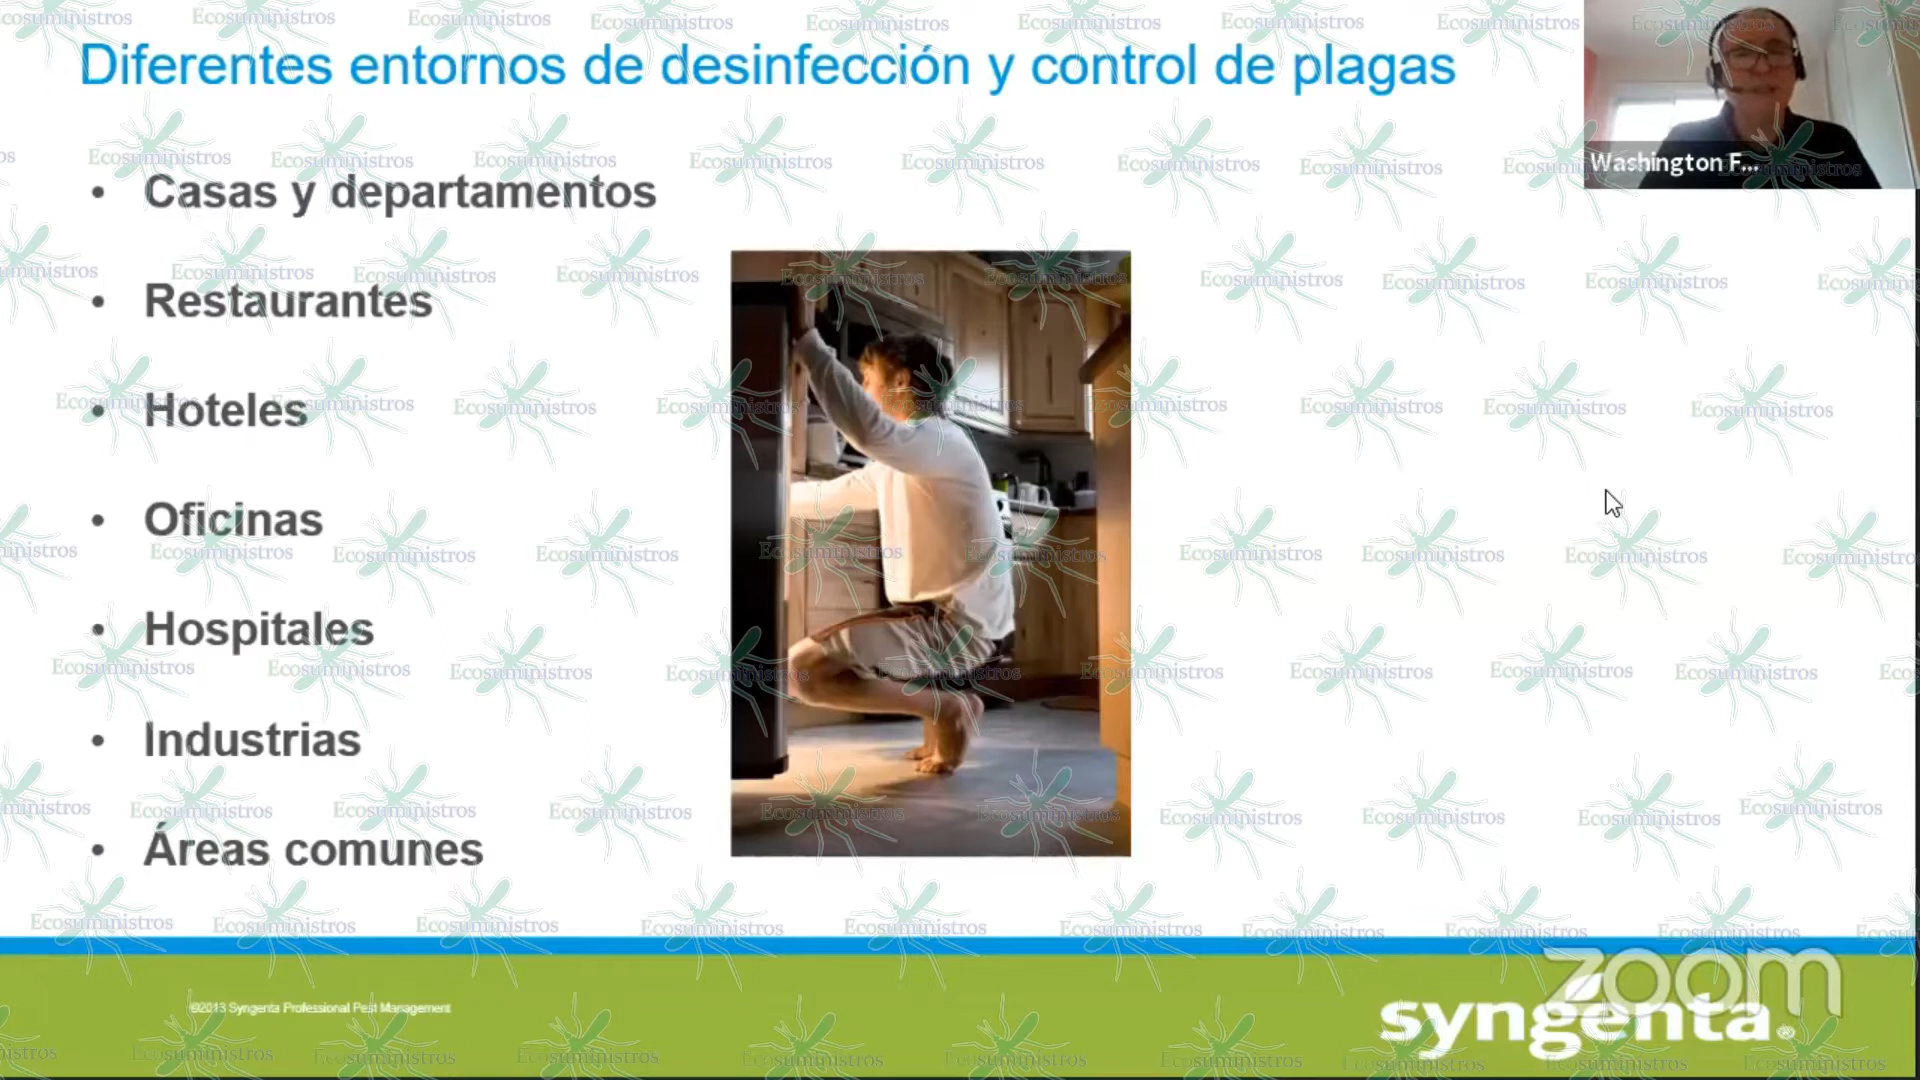 Diferentes entornos de desinfección y control de plagas
Washington F...
• Casas y departamentos
• Restaurantes
• Hoteles
• Oficinas
• Hospitales
• Industrias
• Áreas comunes
©2013 Syngenta Professional Pest Management
syngenta®
zoom
Ecosuministros